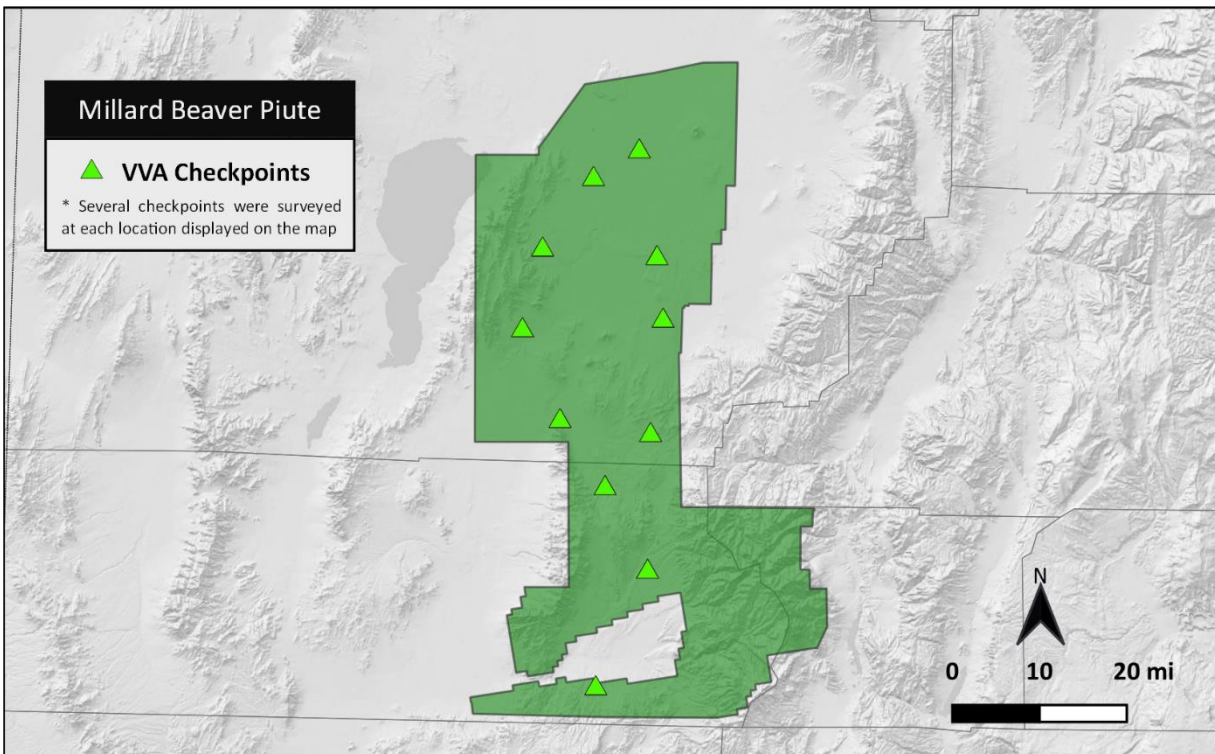 Millard Beaver Piute
VVA Checkpoints
* Several checkpoints were surveyed
at each location displayed on the map
N
0 10 20 mi